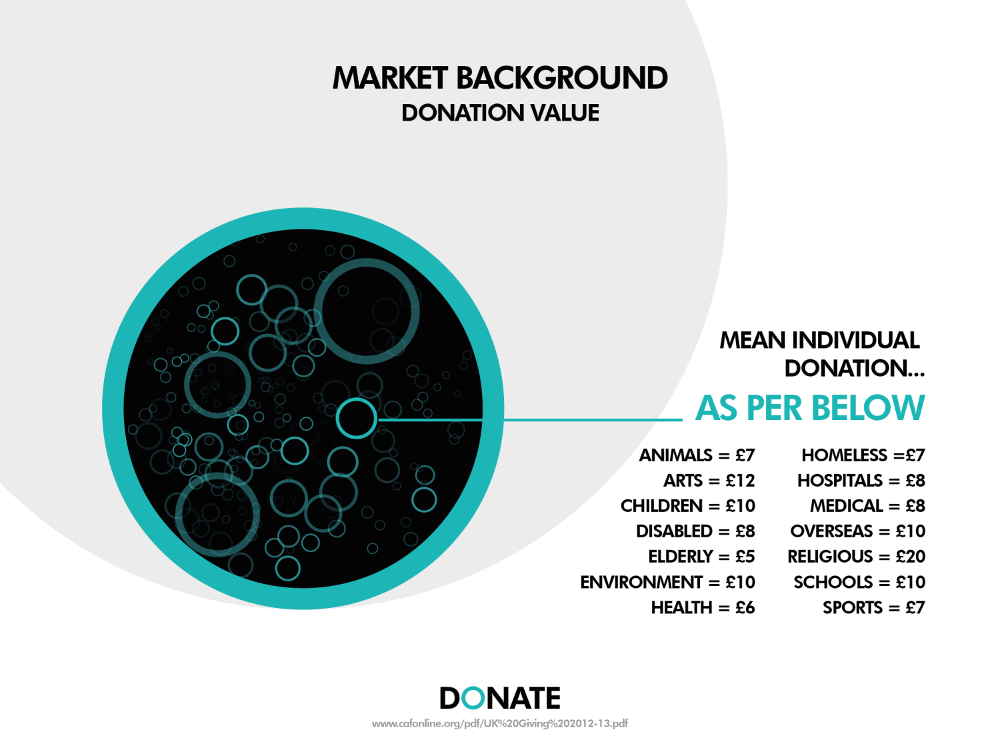 MARKET BACKGROUND
DONATION VALUE
MEAN INDIVIDUAL
DONATION...
AS PER BELOW
ANIMALS = £7
ARTS = £12
CHILDREN = £10
DISABLED = £8
ELDERLY = £5
ENVIRONMENT = £10
HEALTH = £6
HOMELESS =£7
HOSPITALS = £8
MEDICAL = £8
OVERSEAS = £10
RELIGIOUS = £20
SCHOOLS = £10
SPORTS = £7
DONATE
www.cafonline.org/pdf/UK%20Giving%202012-13.pdf